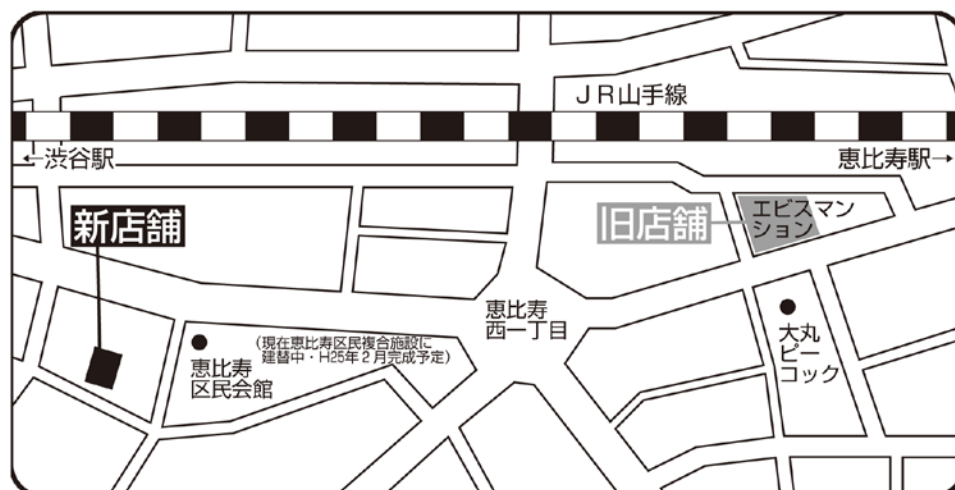 JR山手線
←渋谷駅
恵比寿駅→
新店舗
旧店舗
エビスマン
ション
恵比寿
西一丁目
大丸
ピー
コック
恵比寿
区民会館
(現在恵比寿区民複合施設に
建替中・H25年2月完成予定)